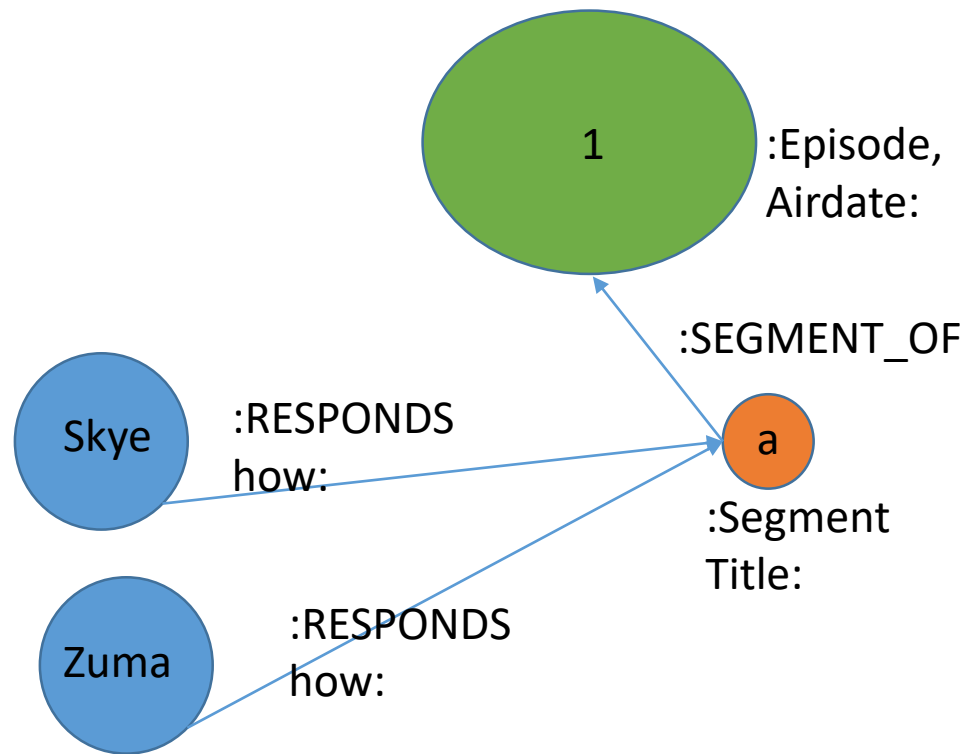 1
:Episode,
Airdate:
:SEGMENT_OF
Skye
:RESPONDS
how:
a
:Segment
Title:
Zuma
:RESPONDS
how: